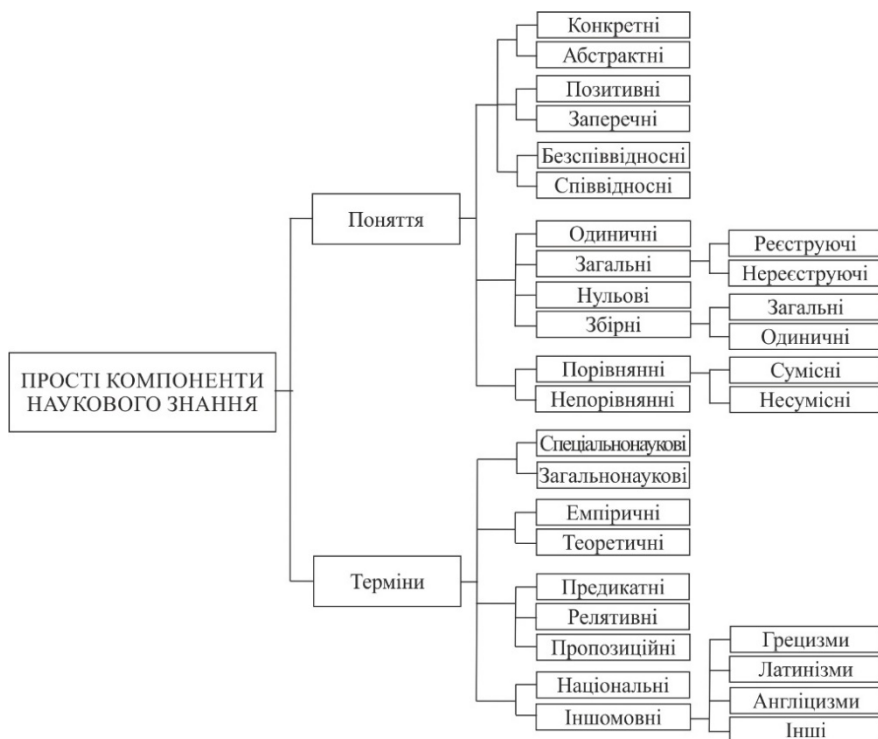 Конкретні
Абстрактні
Позитивні
Заперечні
Безспіввідносні
Співвідносні
Поняття
Одиничні
Загальні
Нульові
Збірні
Реєструючі
Нереєструючі
Загальні
Одиничні
Порівнянні
Непорівнянні
Сумісні
Несумісні
ПРОСТІ КОМПОНЕНТИ
НАУКОВОГО ЗНАННЯ
Спеціальнонаукові
Загальнонаукові
Емпіричні
Теоретичні
Терміни
Предикатні
Релятивні
Пропозиційні
Національні
Іншомовні
Грецизми
Латинізми
Англіцизми
Інші